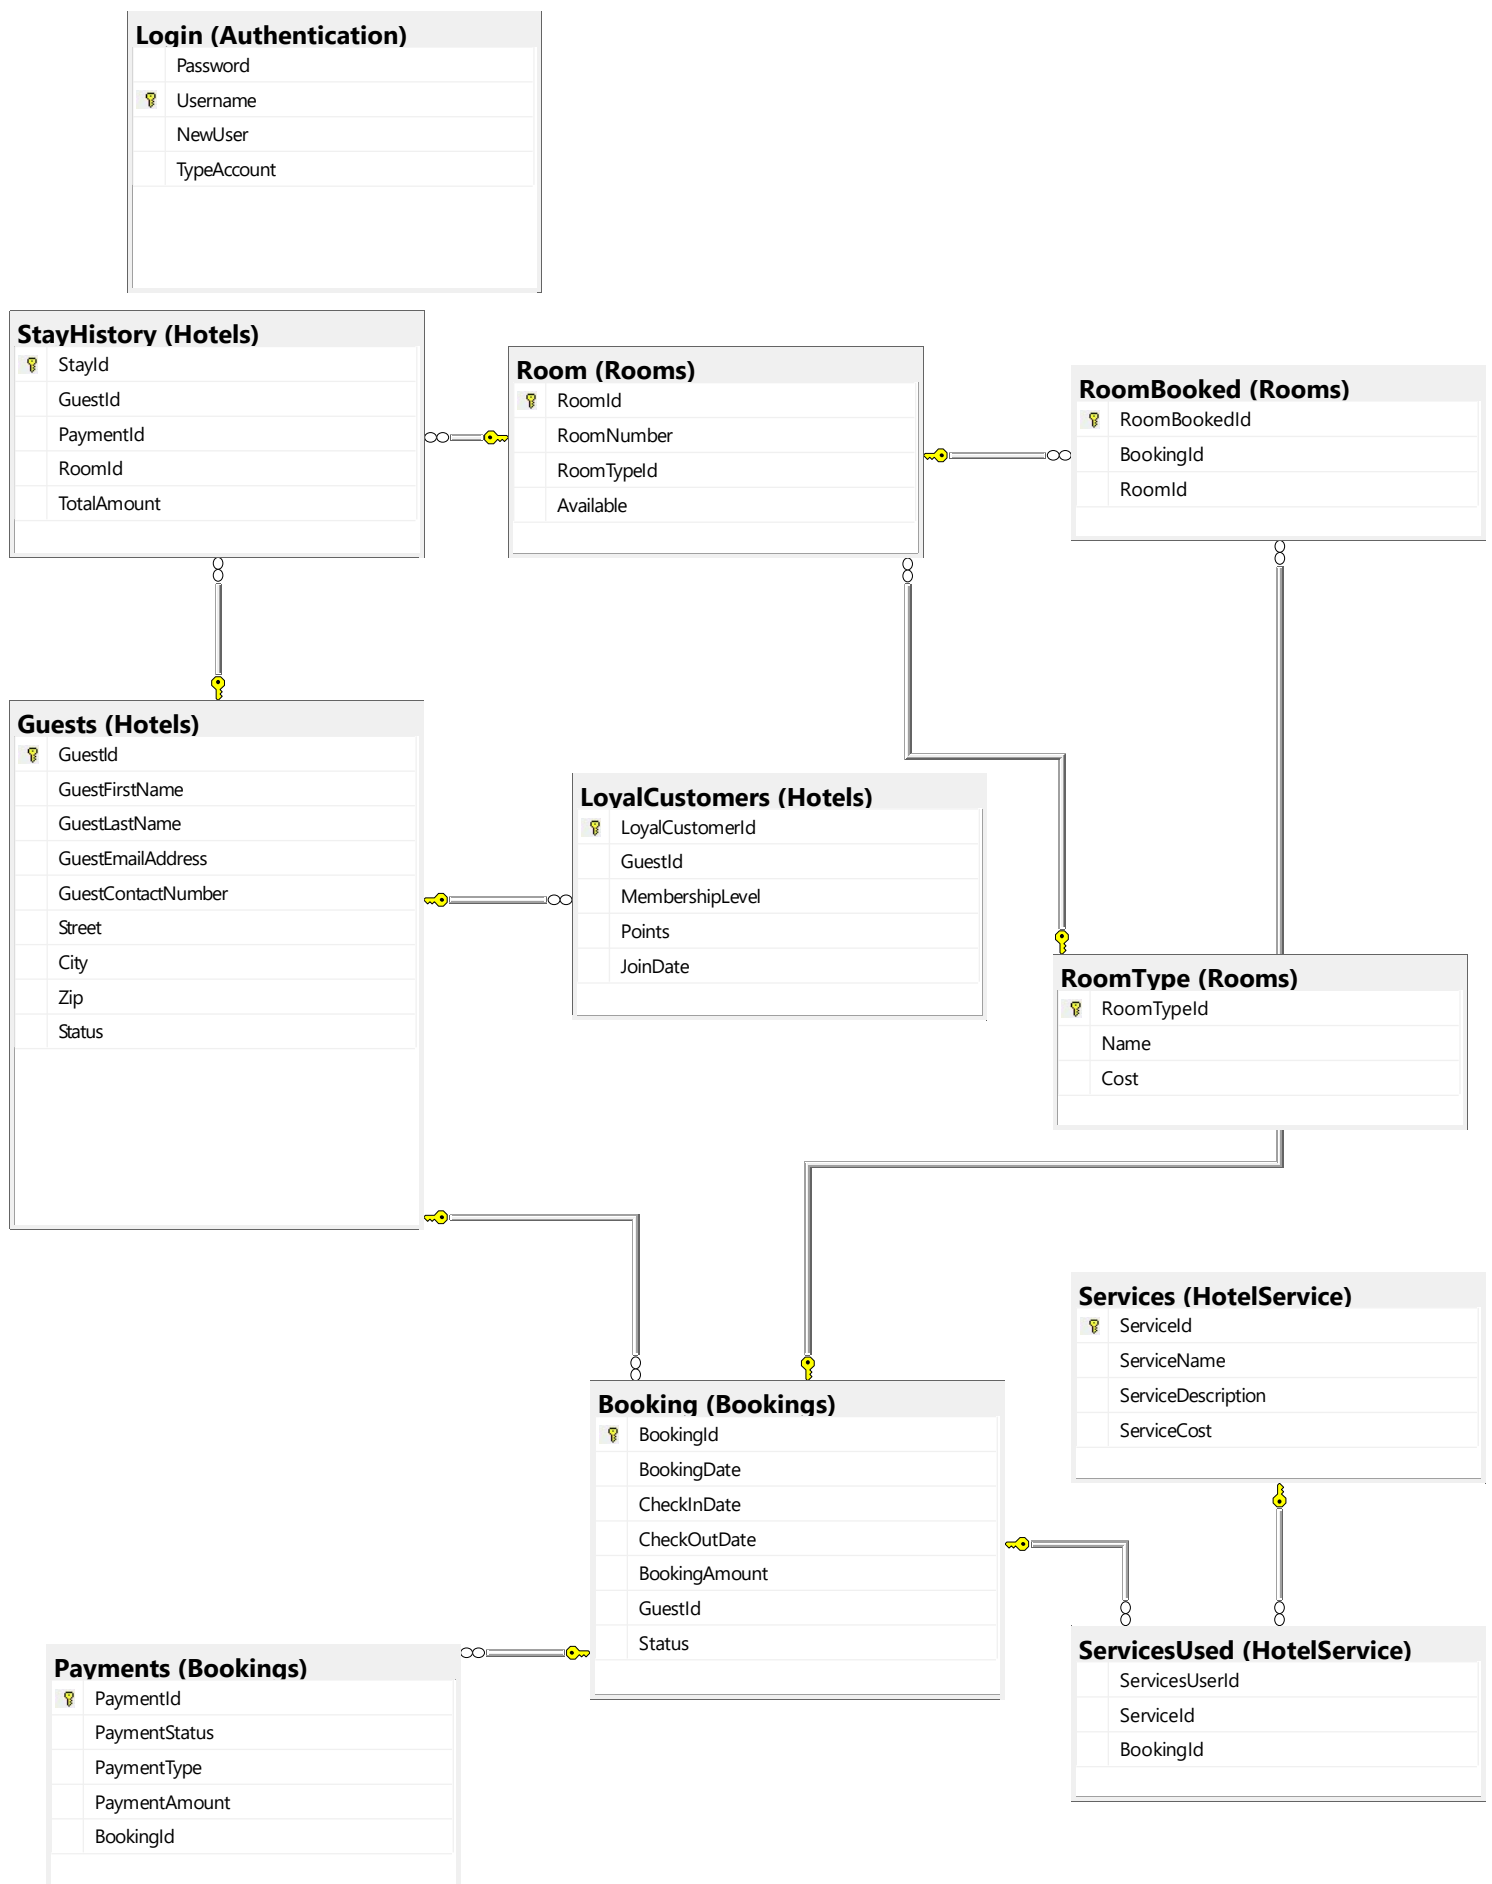 Login (Authentication)
Password
Username
NewUser
TypeAccount
StayHistory (Hotels)
StayId
GuestId
PaymentId
RoomId
TotalAmount
Room (Rooms)
RoomId
RoomNumber
RoomTypeId
Available
RoomBooked (Rooms)
RoomBookedId
BookingId
RoomId
Guests (Hotels)
GuestId
GuestFirstName
GuestLastName
GuestEmailAddress
GuestContactNumber
Street
City
Zip
Status
LoyalCustomers (Hotels)
LoyalCustomerId
GuestId
MembershipLevel
Points
JoinDate
RoomType (Rooms)
RoomTypeId
Name
Cost
Services (HotelService)
ServiceId
ServiceName
ServiceDescription
ServiceCost
Booking (Bookings)
BookingId
BookingDate
CheckInDate
CheckOutDate
BookingAmount
GuestId
Status
ServicesUsed (HotelService)
ServicesUserId
ServiceId
BookingId
Payments (Bookings)
PaymentId
PaymentStatus
PaymentType
PaymentAmount
BookingId